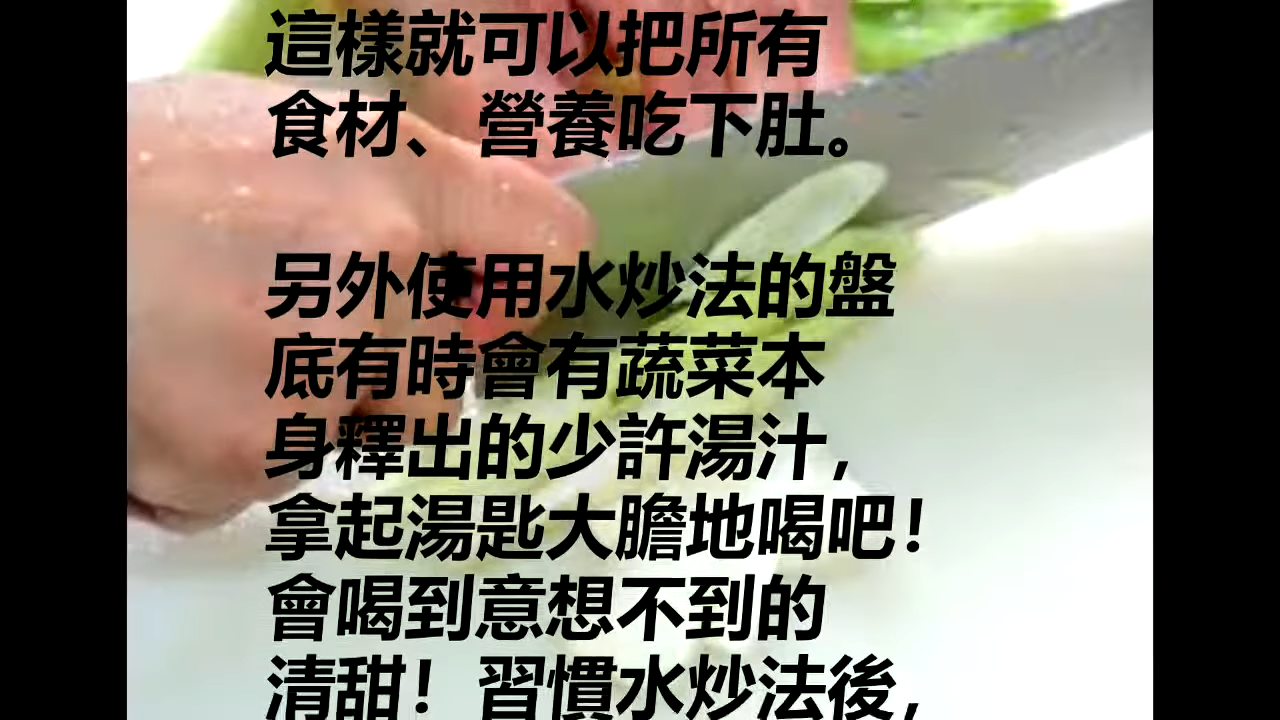 這樣就可以把所有
食材、營養吃下肚。
另外使用水炒法的盤
底有時會有蔬菜本
身釋出的少許湯汁，
拿起湯匙大膽地喝吧！
會喝到意想不到的
清甜！習慣水炒法後，